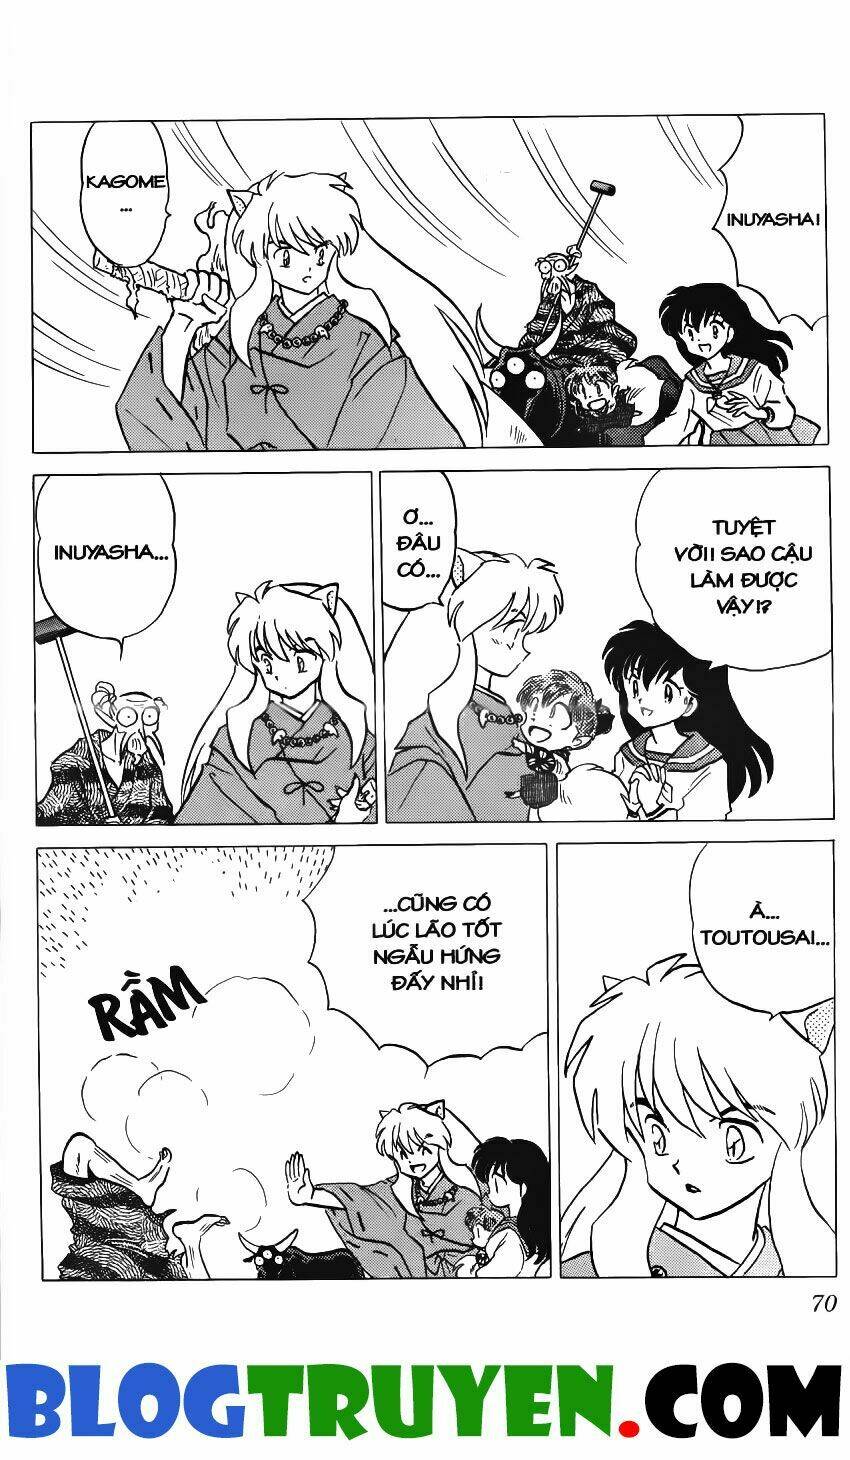 INUYASHA!
KAGOME
...
TUYỆT
VỜI! SAO CẬU
LÀM ĐƯỢC
VẬY!?
Ơ...
ĐÂU
CÓ...
INUYASHA...
À...
TOUTOUSAI...
...CŨNG CÓ
LÚC LÃO TỐT
NGẪU HỨNG
ĐẤY NHỈ!
RẦM
70
BLOGTRUYEN.COM